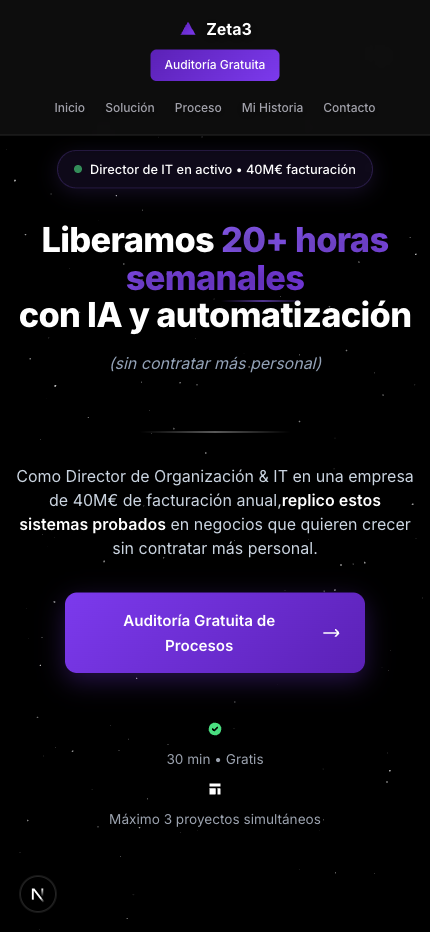 Zeta3
Auditoría Gratuita
Inicio Solución Proceso Mi Historia Contacto
Director de IT en activo • 40M€ facturación
Liberamos 20+ horas
semanales
con IA y automatización
(sin contratar más personal)
Como Director de Organización & IT en una empresa
de 40M€ de facturación anual,replico estos
sistemas probados en negocios que quieren crecer
sin contratar más personal.
Auditoría Gratuita de
Procesos →
30 min • Gratis
Máximo 3 proyectos simultáneos
N